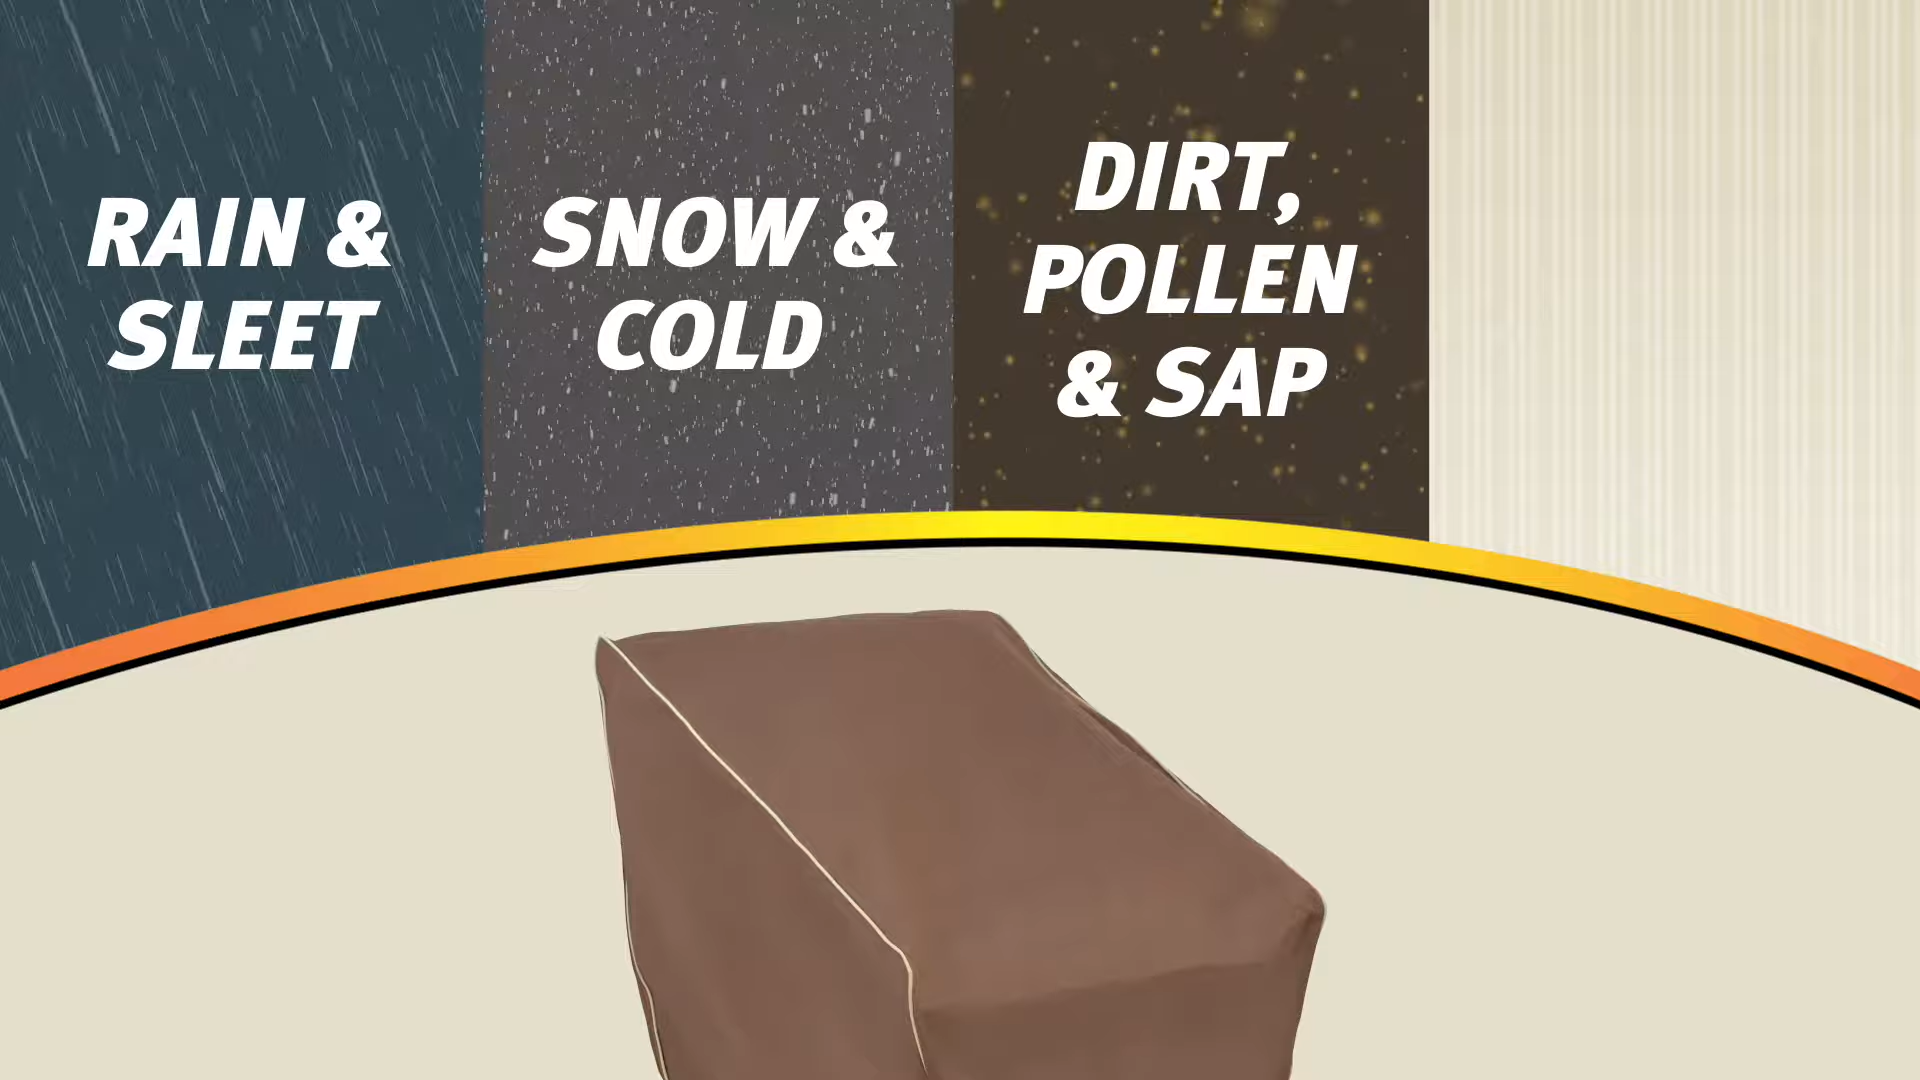 RAIN &
SLEET
SNOW &
COLD
DIRT,
POLLEN
& SAP